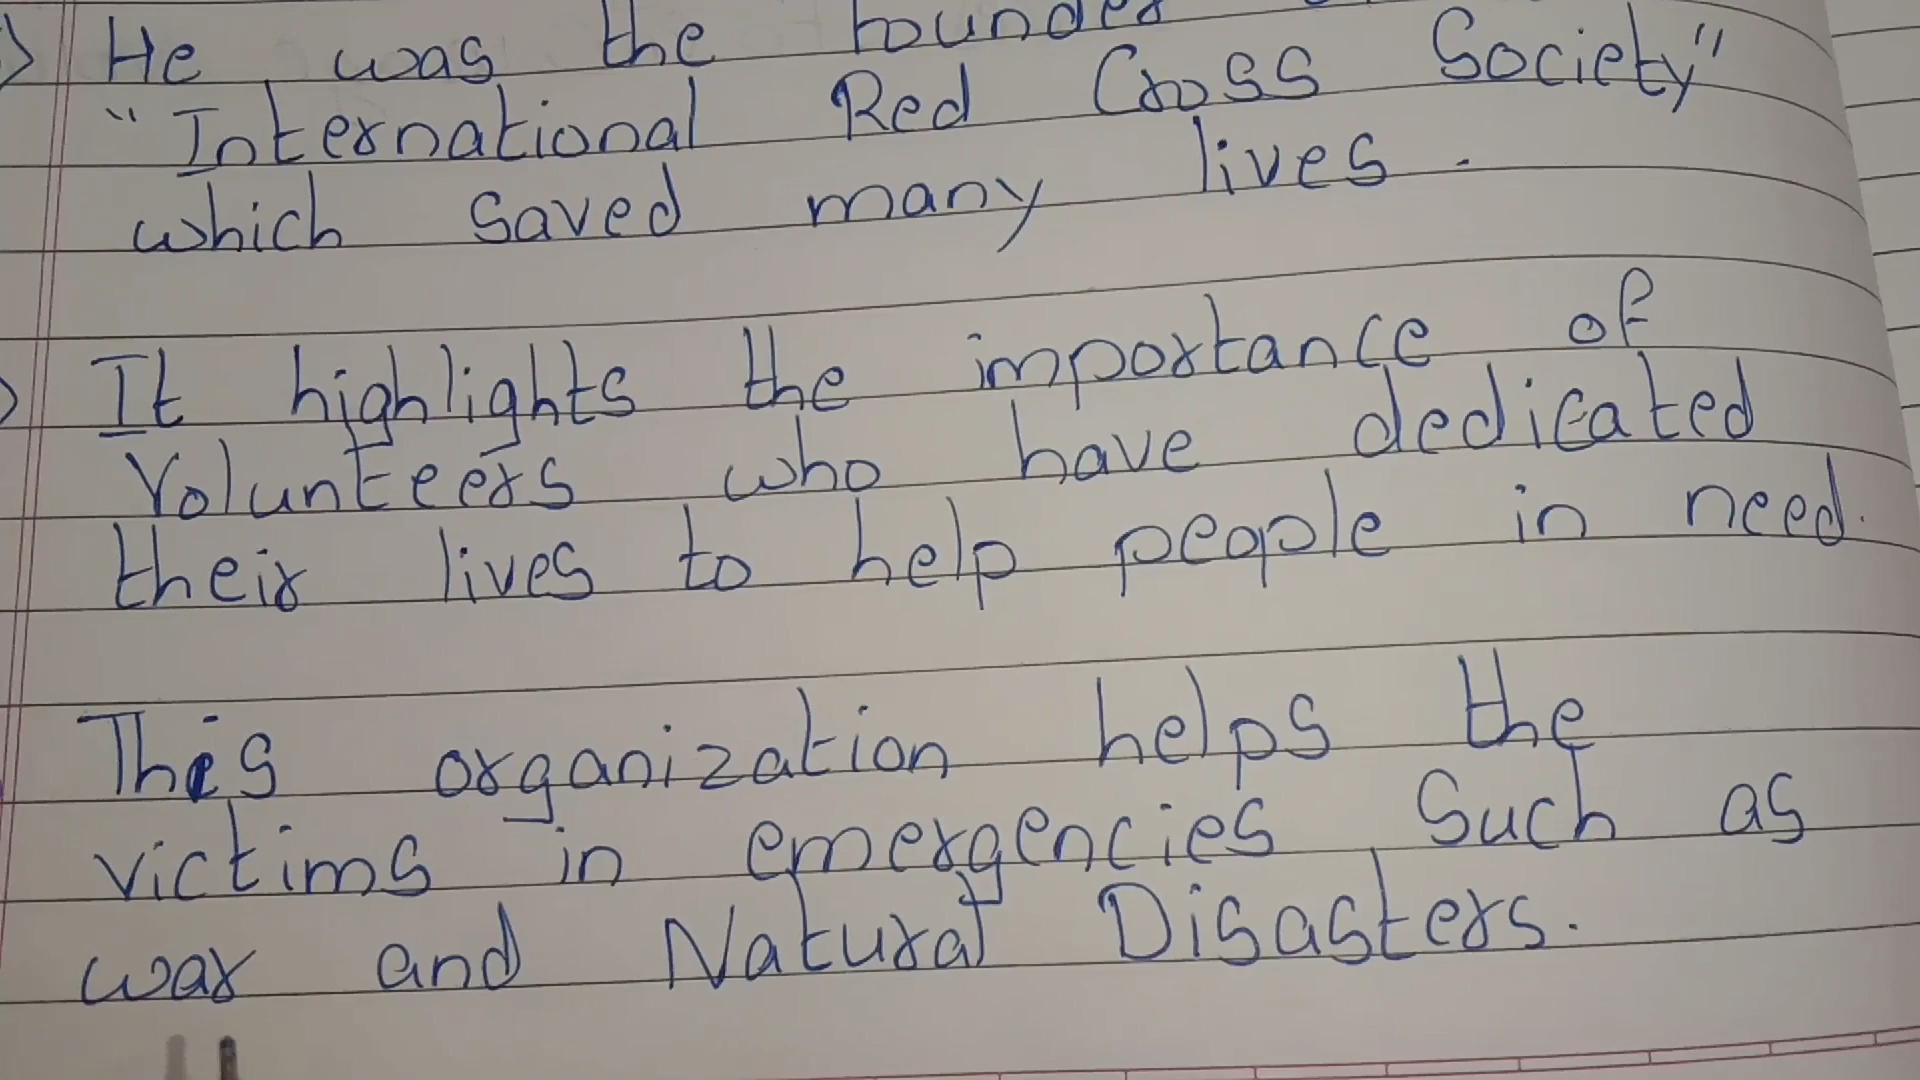 He was the founder
"International Red Cross Society"
which saved many lives.
It highlights the importance of
Volunteers who have dedicated
their lives to help people in need.
This organization helps the
victims in emergencies Such as
war and Natural Disasters.